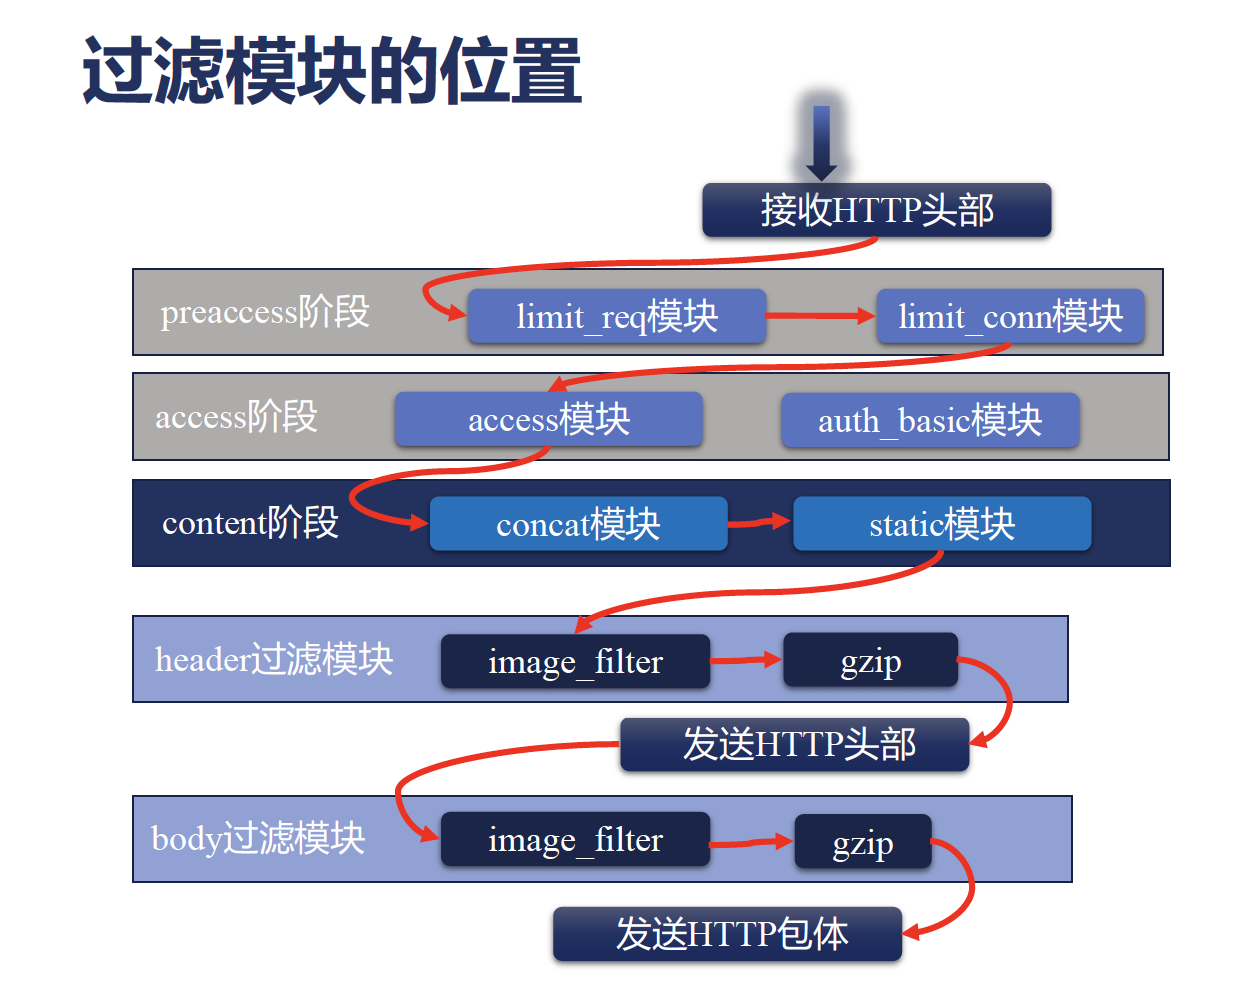 过滤模块的位置
接收HTTP头部
preaccess阶段
limit_req模块
limit_conn模块
access阶段
access模块
auth_basic模块
content阶段
concat模块
static模块
header过滤模块
image_filter
gzip
发送HTTP头部
body过滤模块
image_filter
gzip
发送HTTP包体